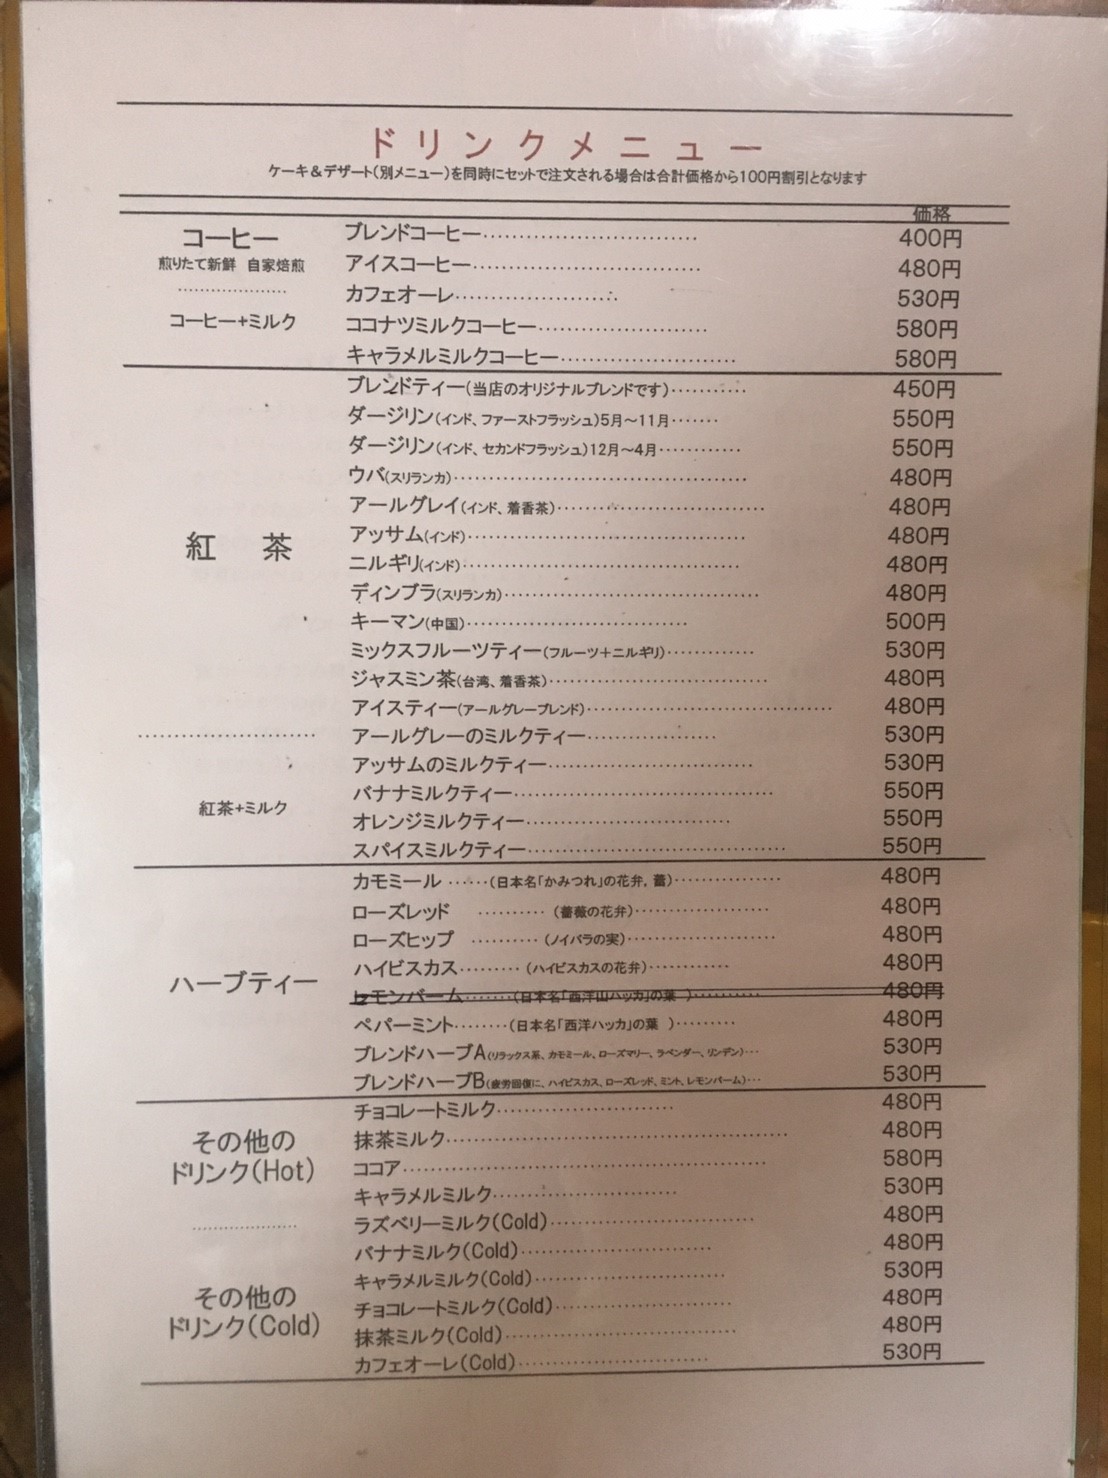 ドリンクメニュー
ケーキ＆デザート(別メニュー)を同時にセットで注文される場合は合計価格から100円割引となります
価格
コーヒー
煎りたて新鮮　自家焙煎
コーヒー+ミルク
ブレンドコーヒー 400円
アイスコーヒー 480円
カフェオーレ 530円
ココナツミルクコーヒー 580円
キャラメルミルクコーヒー 580円
紅　茶
ブレンドティー(当店のオリジナルブレンドです) 450円
ダージリン(インド、ファーストフラッシュ)5月～11月 550円
ダージリン(インド、セカンドフラッシュ)12月～4月 550円
ウバ(スリランカ) 480円
アールグレイ(インド、着香茶) 480円
アッサム(インド) 480円
ニルギリ(インド) 480円
ディンブラ(スリランカ) 480円
キーマン(中国) 500円
ミックスフルーツティー(フルーツ＋ニルギリ) 530円
ジャスミン茶(台湾、着香茶) 480円
アイスティー(アールグレーブレンド) 480円
紅茶+ミルク
アールグレーのミルクティー 530円
アッサムのミルクティー 530円
バナナミルクティー 550円
オレンジミルクティー 550円
スパイスミルクティー 550円
ハーブティー
カモミール (日本名｢かみつれ｣の花弁, 蕾) 480円
ローズレッド (薔薇の花弁) 480円
ローズヒップ (ノイバラの実) 480円
ハイビスカス (ハイビスカスの花弁) 480円
レモンバーム (日本名｢西洋山ハッカ｣の葉 ) 480円
ペパーミント (日本名｢西洋ハッカ｣の葉 ) 480円
ブレンドハーブA(リラックス系、カモミール、ローズマリー、ラベンダー、リンデン) 530円
ブレンドハーブB(疲労回復に、ハイビスカス、ローズレッド、ミント、レモンバーム) 530円
その他の
ドリンク(Hot)
チョコレートミルク 480円
抹茶ミルク 480円
ココア 580円
キャラメルミルク 530円
その他の
ドリンク(Cold)
ラズベリーミルク(Cold) 480円
バナナミルク(Cold) 480円
キャラメルミルク(Cold) 530円
チョコレートミルク(Cold) 480円
抹茶ミルク(Cold) 480円
カフェオーレ(Cold) 530円